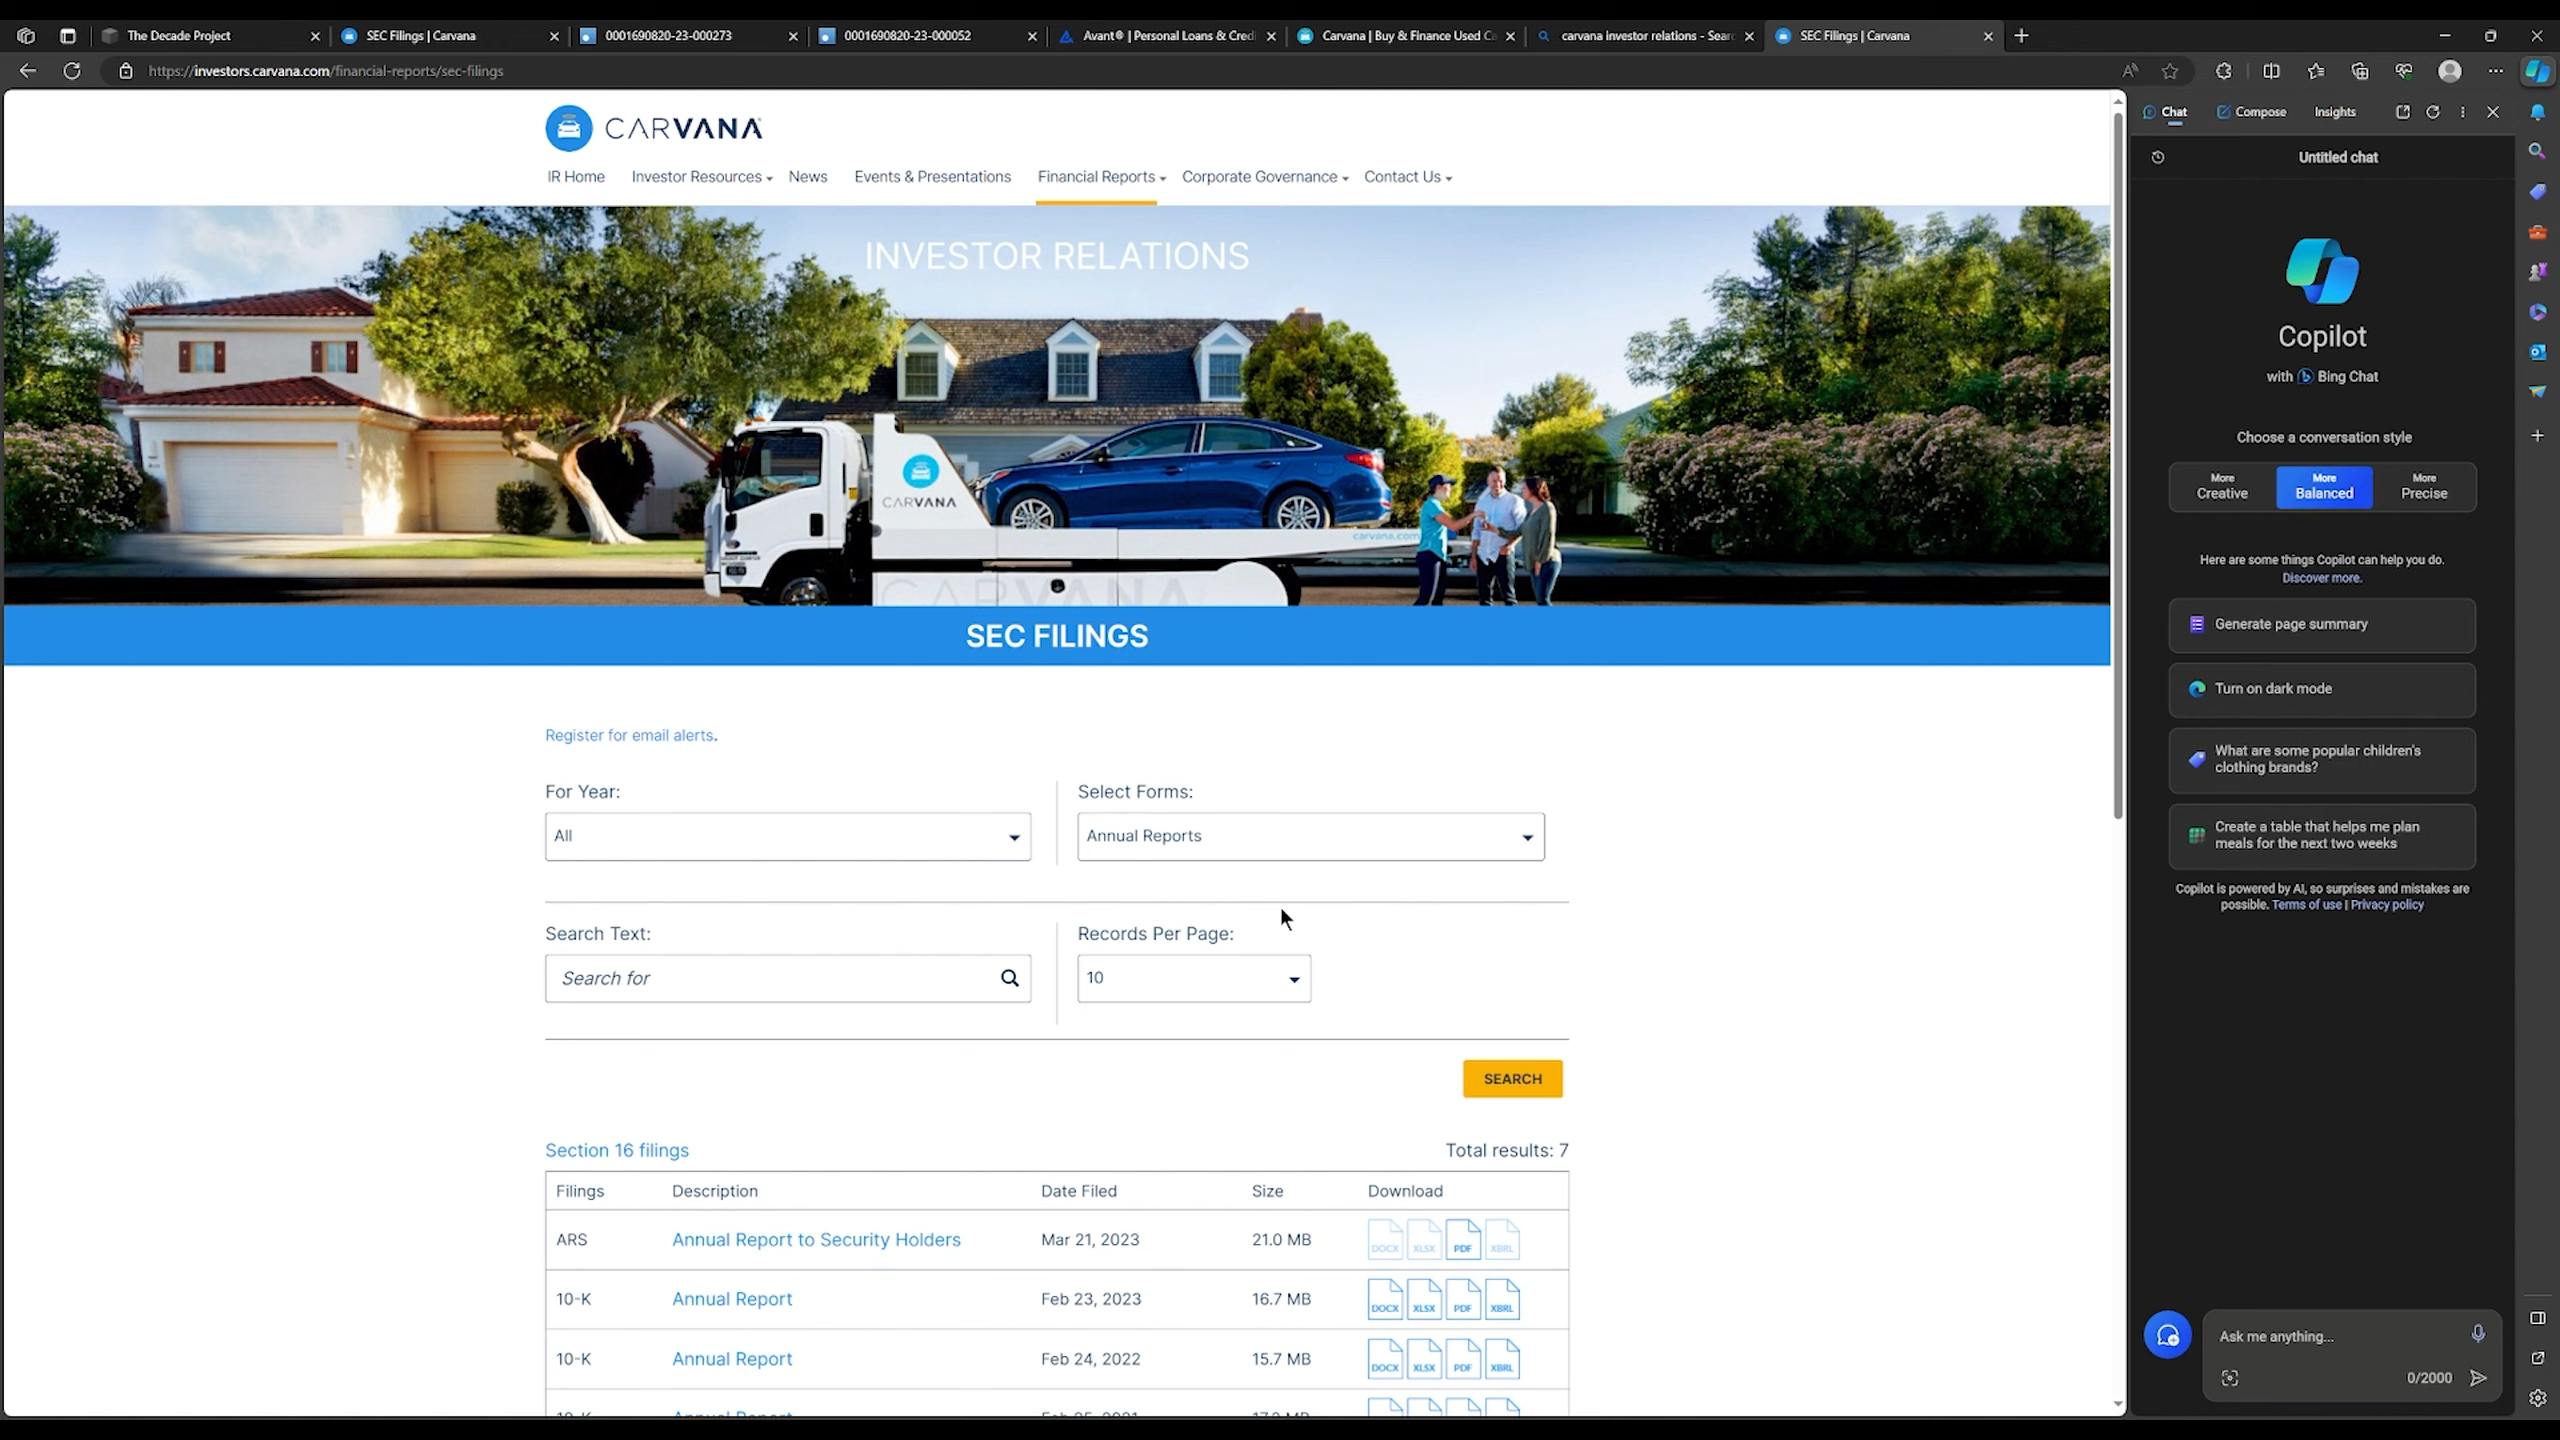 The Decade Project
SEC Filings | Carvana
0001690820-23-000273
0001690820-23-000052
Avant® | Personal Loans & Credi
Carvana | Buy & Finance Used Ca
carvana investor relations - Sear
SEC Filings | Carvana
https://investors.carvana.com/financial-reports/sec-filings
CARVANA
IR Home
Investor Resources
News
Events & Presentations
Financial Reports
Corporate Governance
Contact Us
INVESTOR RELATIONS
CARVANA
carvana.com
CARVANA
SEC FILINGS
Register for email alerts.
For Year:
Select Forms:
All
Annual Reports
Search Text:
Records Per Page:
Search for
10
SEARCH
Section 16 filings
Total results: 7
Filings Description Date Filed Size Download
ARS Annual Report to Security Holders Mar 21, 2023 21.0 MB DOCX XLSX PDF XBRL
10-K Annual Report Feb 23, 2023 16.7 MB DOCX XLSX PDF XBRL
10-K Annual Report Feb 24, 2022 15.7 MB DOCX XLSX PDF XBRL
Chat
Compose
Insights
Untitled chat
Copilot
with Bing Chat
Choose a conversation style
More
Creative
More
Balanced
More
Precise
Here are some things Copilot can help you do.
Discover more.
Generate page summary
Turn on dark mode
What are some popular children's
clothing brands?
Create a table that helps me plan
meals for the next two weeks
Copilot is powered by AI, so surprises and mistakes are
possible. Terms of use | Privacy policy
Ask me anything...
0/2000